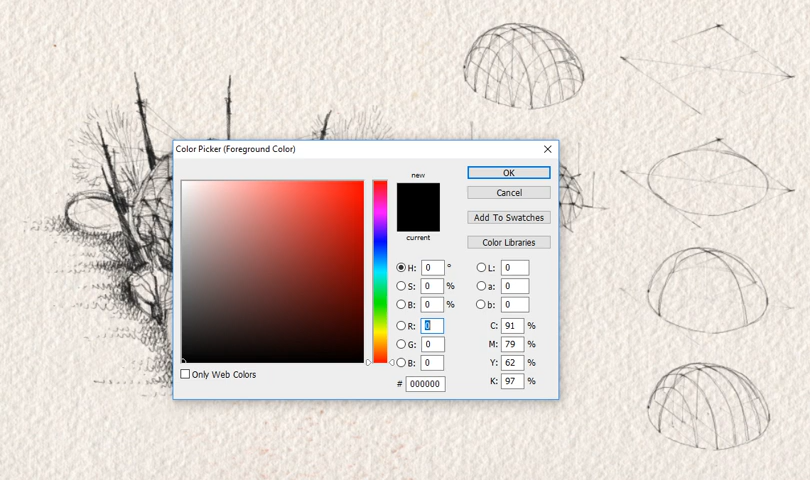 Color Picker (Foreground Color)
new
current
OK
Cancel
Add To Swatches
Color Libraries
H: 0 °
L: 0
S: 0 %
a: 0
B: 0 %
b: 0
R: 0
C: 91 %
G: 0
M: 79 %
B: 0
Y: 62 %
# 000000
K: 97 %
Only Web Colors